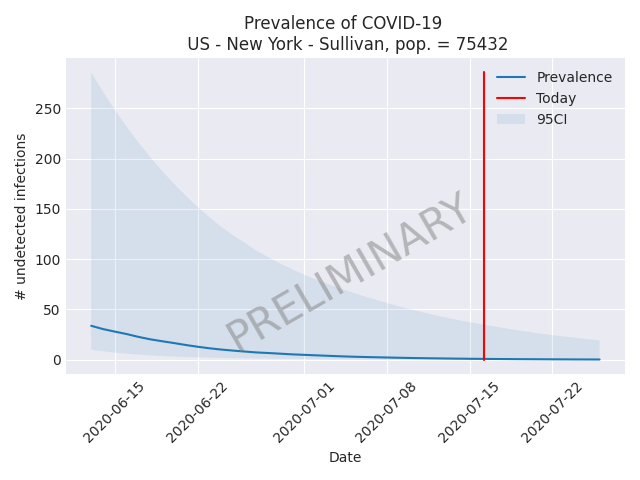 Prevalence of COVID-19
US - New York - Sullivan, pop. = 75432
Prevalence
Today
95CI
# undetected infections
250
200
150
100
50
0
PRELIMINARY
2020-06-15
2020-06-22
2020-07-01
2020-07-08
2020-07-15
2020-07-22
Date